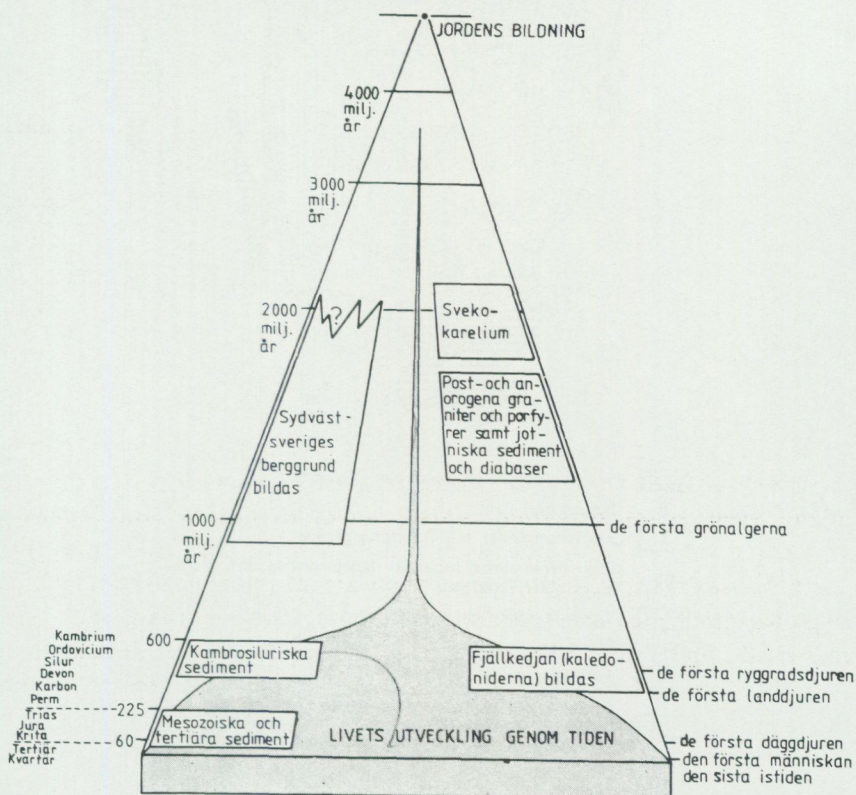 JORDENS BILDNING
4000
milj.
år
3000
milj.
år
2000
milj.
år
?
Sveko-
karelium
Post- och an-
orogena gra-
niter och porfy-
rer samt jot-
niska sediment
och diabaser
Sydväst-
sveriges
berggrund
bildas
1000
milj.
år
de första grönalgerna
600
Kambrium
Ordovicium
Silur
Devon
Karbon
Perm
225
Trias
Jura
Krita
60
Tertiär
Kvartär
Kambrosiluriska
sediment
Fjällkedjan (kaledo-
niderna) bildas
de första ryggradsdjuren
de första landdjuren
Mesozoiska och
tertiära sediment
LIVETS UTVECKLING GENOM TIDEN
de första däggdjuren
den första människan
den sista istiden